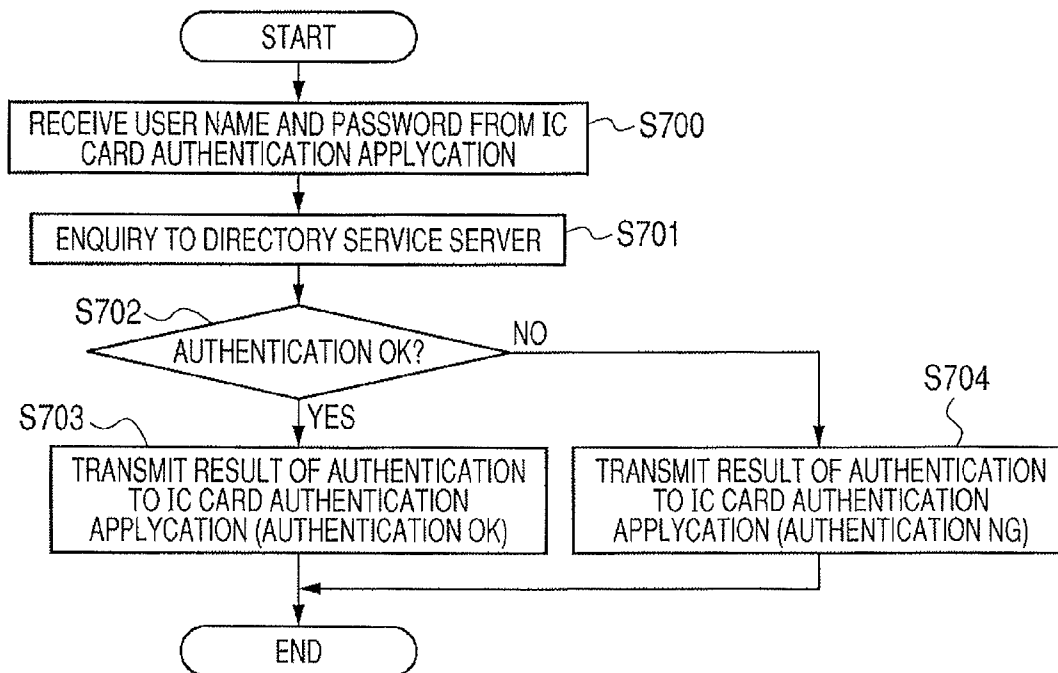 START
RECEIVE USER NAME AND PASSWORD FROM IC
CARD AUTHENTICATION APPLYCATION
S700
ENQUIRY TO DIRECTORY SERVICE SERVER
S701
S702
AUTHENTICATION OK?
NO
YES
S703
TRANSMIT RESULT OF AUTHENTICATION
TO IC CARD AUTHENTICATION
APPLYCATION (AUTHENTICATION OK)
S704
TRANSMIT RESULT OF AUTHENTICATION
TO IC CARD AUTHENTICATION
APPLYCATION (AUTHENTICATION NG)
END